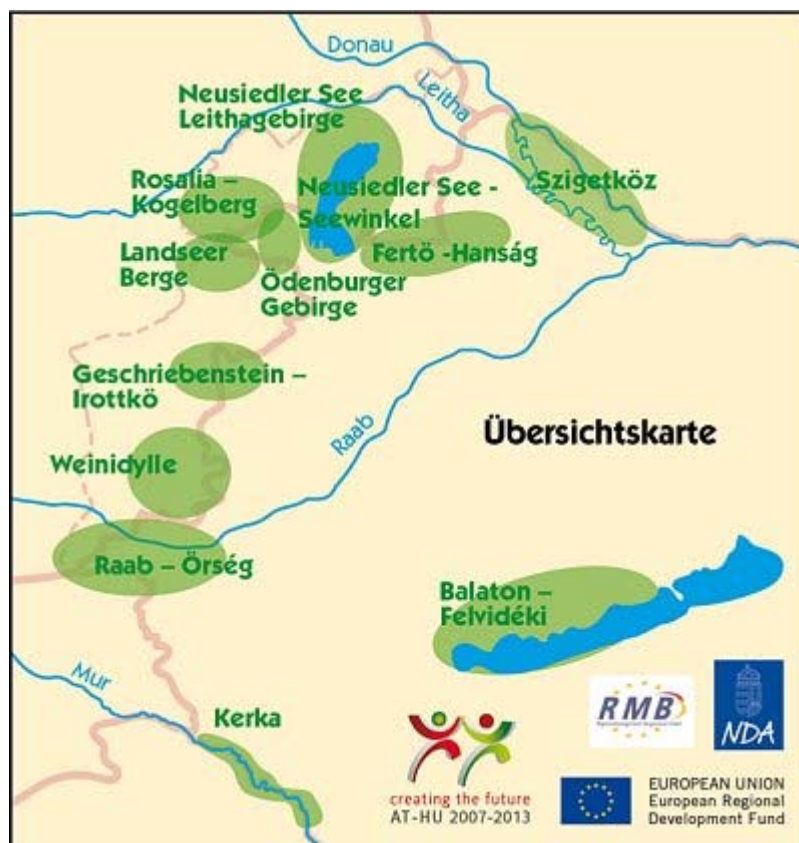 Donau
Leitha
Neusiedler See
Leithagebirge
Rosalia –
Kogelberg
Neusiedler See -
Seewinkel
Szigetköz
Landseer
Berge
Fertö -Hanság
Ödenburger
Gebirge
Geschriebenstein –
Irottkö
Raab
Übersichtskarte
Weinidylle
Raab – Örség
Balaton –
Felvidéki
Mur
Kerka
RMB
NDA
creating the future
AT-HU 2007-2013
EUROPEAN UNION
European Regional
Development Fund